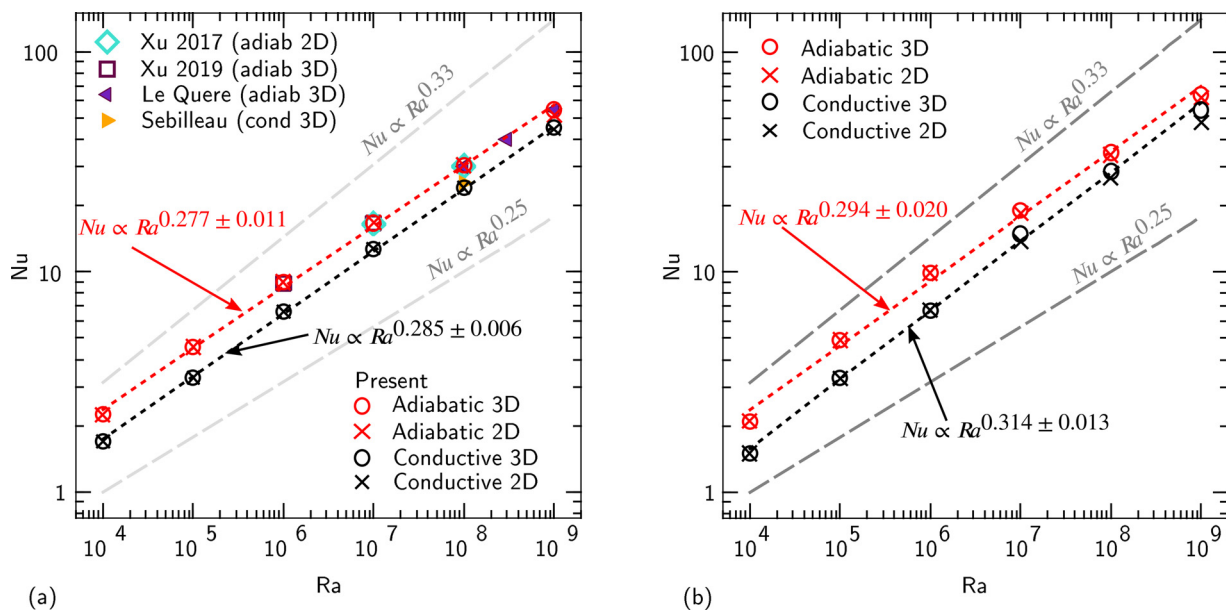 Xu 2017 (adiab 2D)
Xu 2019 (adiab 3D)
Le Quere (adiab 3D)
Sebilleau (cond 3D)
Nu ∝ Ra^0.33
Nu ∝ Ra^0.277 ± 0.011
Nu ∝ Ra^0.25
Nu ∝ Ra^0.285 ± 0.006
Present
Adiabatic 3D
Adiabatic 2D
Conductive 3D
Conductive 2D
100
10
1
Nu
10^4 10^5 10^6 10^7 10^8 10^9
Ra
(a)
Adiabatic 3D
Adiabatic 2D
Conductive 3D
Conductive 2D
Nu ∝ Ra^0.33
Nu ∝ Ra^0.294 ± 0.020
Nu ∝ Ra^0.25
Nu ∝ Ra^0.314 ± 0.013
100
10
1
Nu
10^4 10^5 10^6 10^7 10^8 10^9
Ra
(b)